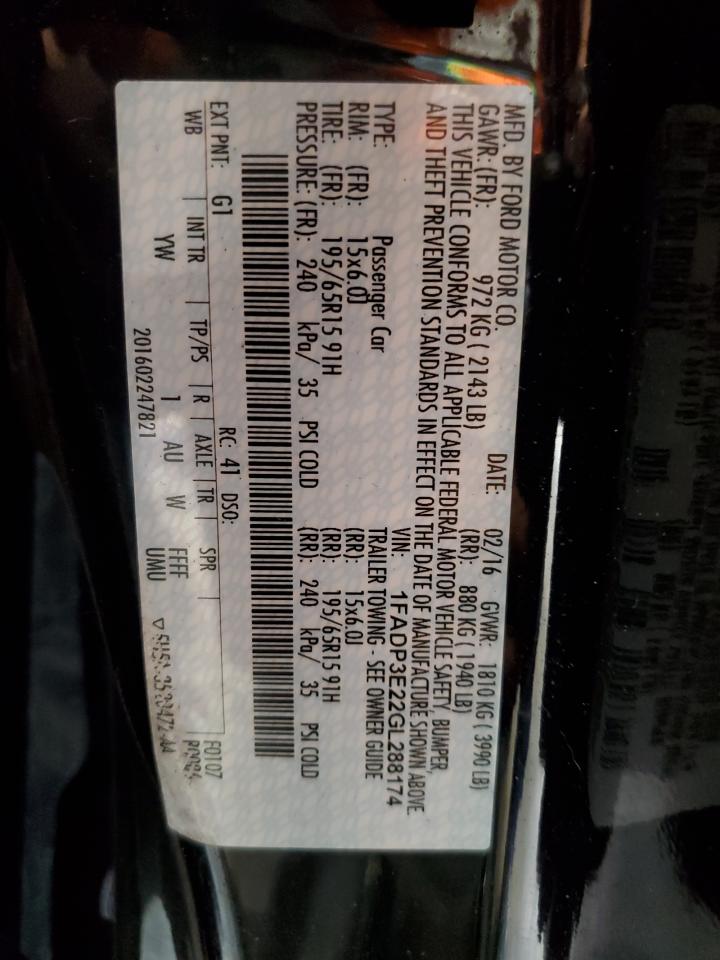 MFD. BY FORD MOTOR CO.
DATE: 02/16 GVWR: 1810 KG ( 3990 LB)
GAWR: (FR): 972 KG ( 2143 LB) (RR): 880 KG ( 1940 LB)
THIS VEHICLE CONFORMS TO ALL APPLICABLE FEDERAL MOTOR VEHICLE SAFETY, BUMPER,
AND THEFT PREVENTION STANDARDS IN EFFECT ON THE DATE OF MANUFACTURE SHOWN ABOVE.
VIN: 1FADP3E22GL288174
TYPE: Passenger Car TRAILER TOWING - SEE OWNER GUIDE
RIM: (FR): 15x6.0J (RR): 15x6.0J
TIRE: (FR): 195/65R15 91H (RR): 195/65R15 91H
PRESSURE: (FR): 240 kPa/ 35 PSI COLD (RR): 240 kPa/ 35 PSI COLD
EXT PNT: G1 RC: 41 DSO: F0107
WB | INT TR | TP/PS | R | AXLE | TR | SPR
YW 1 AU W FFFF
201602247821 UMU